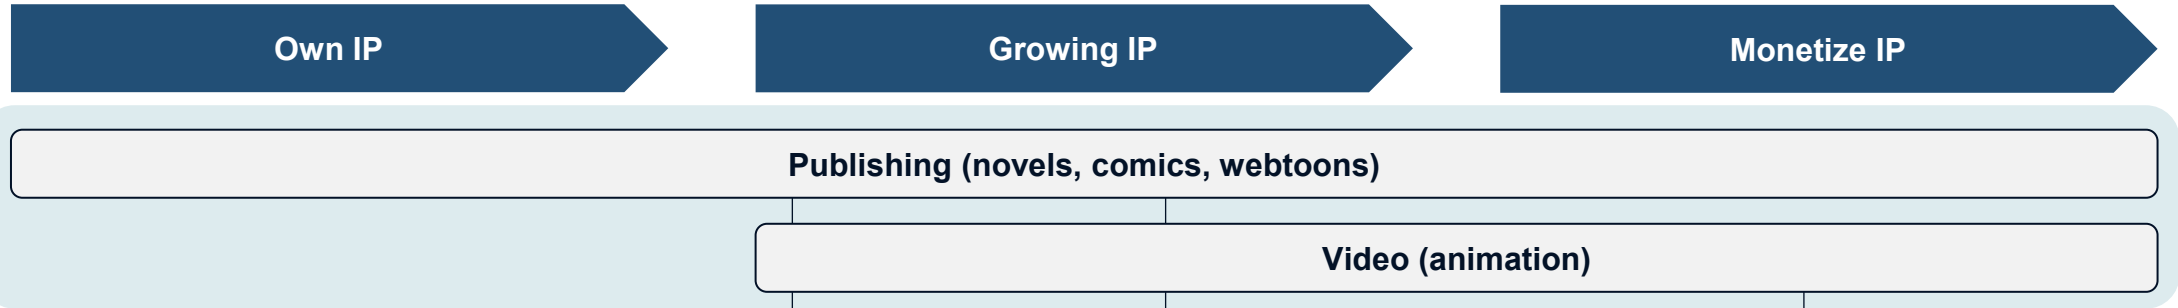 Own IP
Growing IP
Monetize IP
Publishing (novels, comics, webtoons)
Video (animation)